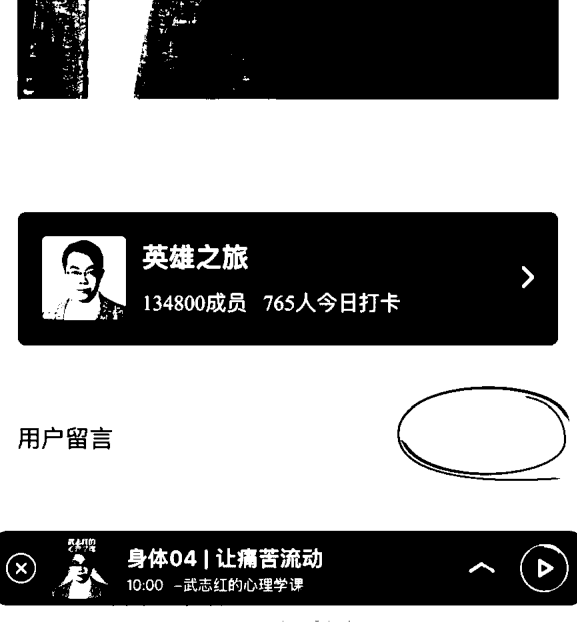 英雄之旅
134800成员 765人今日打卡
用户留言
身体04 | 让痛苦流动
10:00 -武志红的心理学课